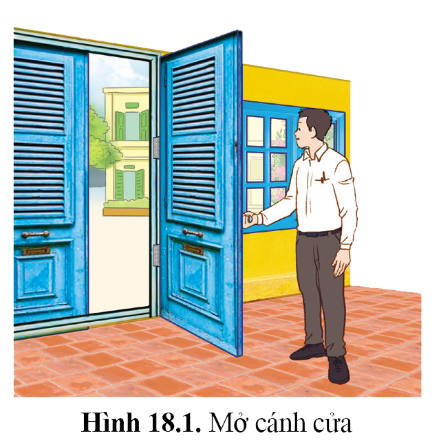 Hình 18.1. Mở cánh cửa